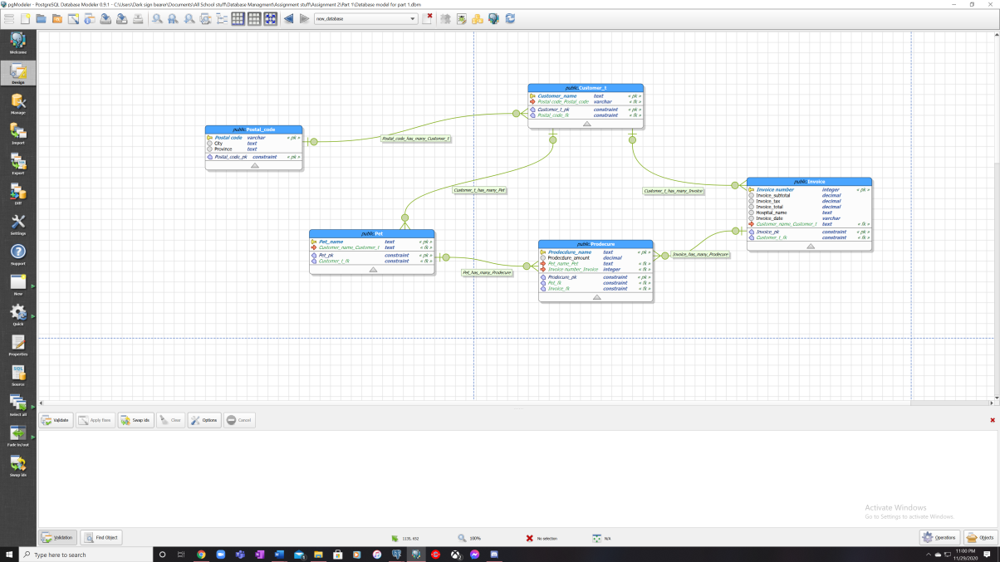 pgModeler - PostgreSQL Database Modeler 0.9.1 - C:\Users\Dark sign bearer\Documents\All School stuff\Database Managment\Assignment stuff\Assignment 2\Part 1\Database model for part 1.dbm
new_database
Welcome
Design
Manage
Import
Export
Diff
Settings
Support
New
Quick
Properties
Source
Select all
Fade in/out
Swap ids
public.Customer_t
Customer_name text « pk »
Postal code_Postal_code varchar « fk »
Customer_t_pk constraint « pk »
Postal_code_fk constraint « fk »
public.Postal_code
Postal code varchar « pk »
City text
Province text
Postal_code_pk constraint « pk »
Postal_code_has_many_Customer_t
Customer_t_has_many_Pet
Customer_t_has_many_Invoice
public.Invoice
Invoice number integer « pk »
Invoice_subtotal decimal
Invoice_tax decimal
Invoice_total decimal
Hospital_name text
Invoice_date varchar
Customer_name_Customer_t text « fk »
Invoice_pk constraint « pk »
Customer_t_fk constraint « fk »
public.Pet
Pet_name text « pk »
Customer_name_Customer_t text « fk »
Pet_pk constraint « pk »
Customer_t_fk constraint « fk »
Pet_has_many_Prodecure
public.Prodecure
Prodecdure_name text « pk »
Prodecdure_amount decimal
Pet_name_Pet text « fk »
Invoice number_Invoice integer « fk »
Prodecure_pk constraint « pk »
Pet_fk constraint « fk »
Invoice_fk constraint « fk »
Invoice_has_many_Prodecure
Validate
Apply fixes
Swap ids
Clear
Options
Cancel
Activate Windows
Go to Settings to activate Windows.
Validation
Find Object
1135, 652
100%
No selection
N/A
Operations
Objects
Type here to search
11:00 PM
11/29/2020